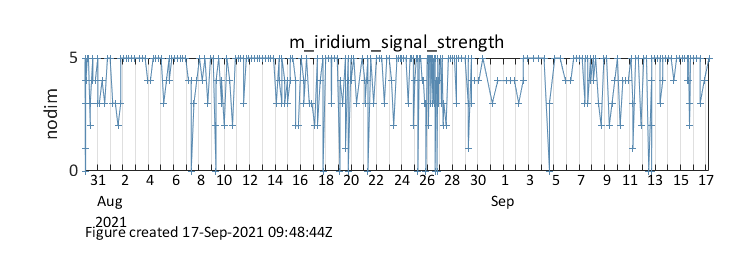 m_iridium_signal_strength
5
nodim
0
31 2 4 6 8 10 12 14 16 18 20 22 24 26 28 30 1 3 5 7 9 11 13 15 17
Aug Sep
2021
Figure created 17-Sep-2021 09:48:44Z